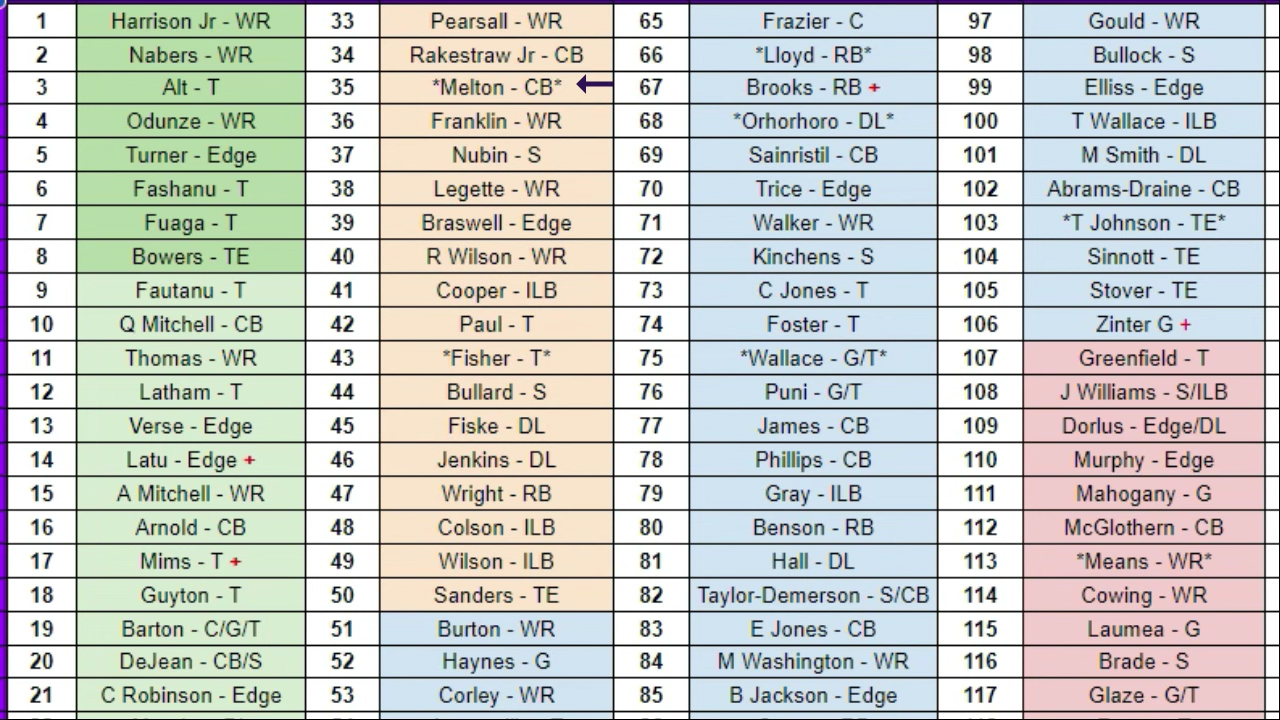 1 Harrison Jr - WR 33 Pearsall - WR 65 Frazier - C 97 Gould - WR
2 Nabers - WR 34 Rakestraw Jr - CB 66 *Lloyd - RB* 98 Bullock - S
3 Alt - T 35 *Melton - CB* 67 Brooks - RB + 99 Elliss - Edge
4 Odunze - WR 36 Franklin - WR 68 *Orhorhoro - DL* 100 T Wallace - ILB
5 Turner - Edge 37 Nubin - S 69 Sainristil - CB 101 M Smith - DL
6 Fashanu - T 38 Legette - WR 70 Trice - Edge 102 Abrams-Draine - CB
7 Fuaga - T 39 Braswell - Edge 71 Walker - WR 103 *T Johnson - TE*
8 Bowers - TE 40 R Wilson - WR 72 Kinchens - S 104 Sinnott - TE
9 Fautanu - T 41 Cooper - ILB 73 C Jones - T 105 Stover - TE
10 Q Mitchell - CB 42 Paul - T 74 Foster - T 106 Zinter G +
11 Thomas - WR 43 *Fisher - T* 75 *Wallace - G/T* 107 Greenfield - T
12 Latham - T 44 Bullard - S 76 Puni - G/T 108 J Williams - S/ILB
13 Verse - Edge 45 Fiske - DL 77 James - CB 109 Dorlus - Edge/DL
14 Latu - Edge + 46 Jenkins - DL 78 Phillips - CB 110 Murphy - Edge
15 A Mitchell - WR 47 Wright - RB 79 Gray - ILB 111 Mahogany - G
16 Arnold - CB 48 Colson - ILB 80 Benson - RB 112 McGlothern - CB
17 Mims - T + 49 Wilson - ILB 81 Hall - DL 113 *Means - WR*
18 Guyton - T 50 Sanders - TE 82 Taylor-Demerson - S/CB 114 Cowing - WR
19 Barton - C/G/T 51 Burton - WR 83 E Jones - CB 115 Laumea - G
20 DeJean - CB/S 52 Haynes - G 84 M Washington - WR 116 Brade - S
21 C Robinson - Edge 53 Corley - WR 85 B Jackson - Edge 117 Glaze - G/T